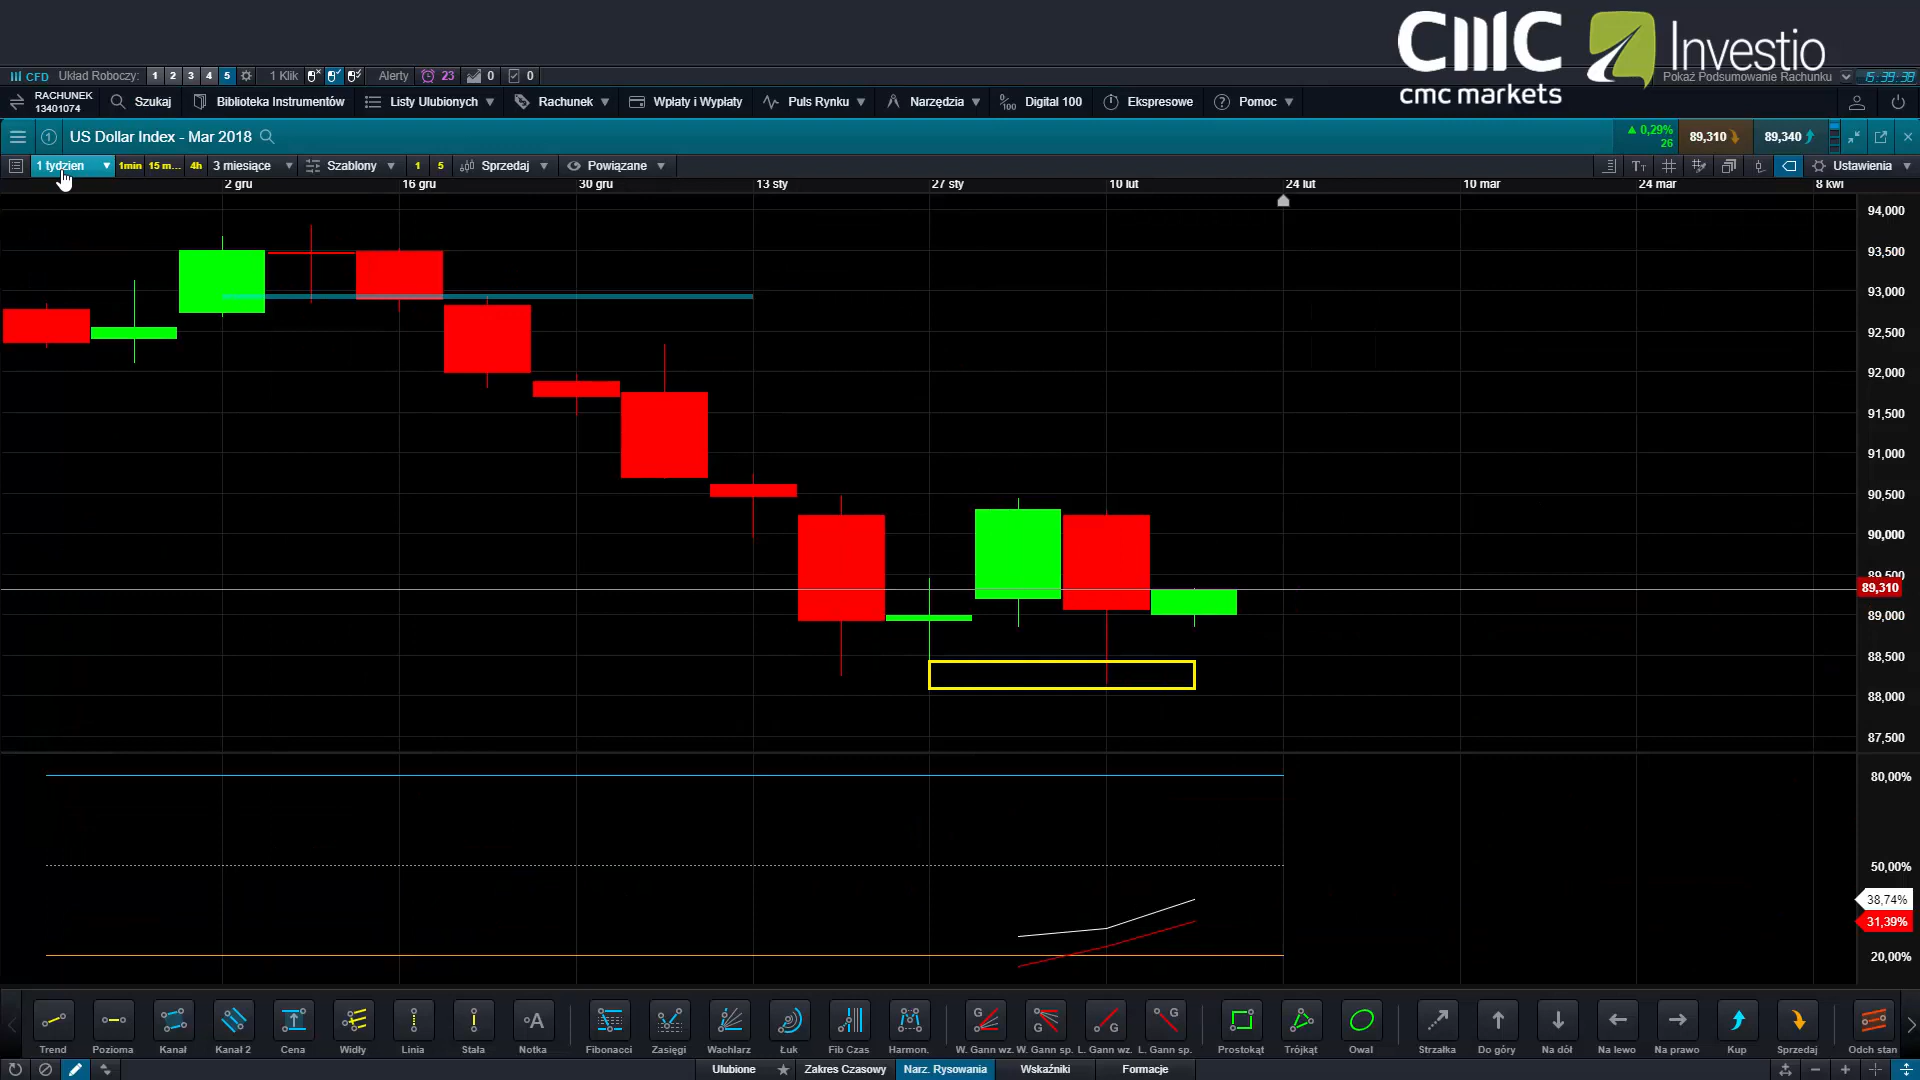 cmc
cmc markets
Investio
CFD Układ Roboczy: 1 2 3 4 5 1 Klik Alerty 23 0 0 Pokaż Podsumowanie Rachunku 15:39:38
RACHUNEK
13401074
Szukaj Biblioteka Instrumentów Listy Ulubionych Rachunek Wpłaty i Wypłaty Puls Rynku Narzędzia Digital 100 Ekspresowe Pomoc
1 US Dollar Index - Mar 2018 0,29% 26 89,310 89,340
1 tydzien 1min 15 m... 4h 3 miesiące Szablony 1 5 Sprzedaj Powiązane Ustawienia
2 gru 16 gru 30 gru 13 sty 27 sty 10 lut 24 lut 10 mar 24 mar 8 kwi
94,000
93,500
93,000
92,500
92,000
91,500
91,000
90,500
90,000
89,500
89,310
89,000
88,500
88,000
87,500
80,00%
50,00%
38,74%
31,39%
20,00%
Trend Pozioma Kanał Kanał 2 Cena Widły Linia Stała Notka Fibonacci Zasięgi Wachlarz Łuk Fib Czas Harmon. W. Gann wz. W. Gann sp. L. Gann wz. L. Gann sp. Prostokąt Trójkąt Owal Strzałka Do góry Na dół Na lewo Na prawo Kup Sprzedaj Odch stan
Ulubione Zakres Czasowy Narz. Rysowania Wskaźniki Formacje